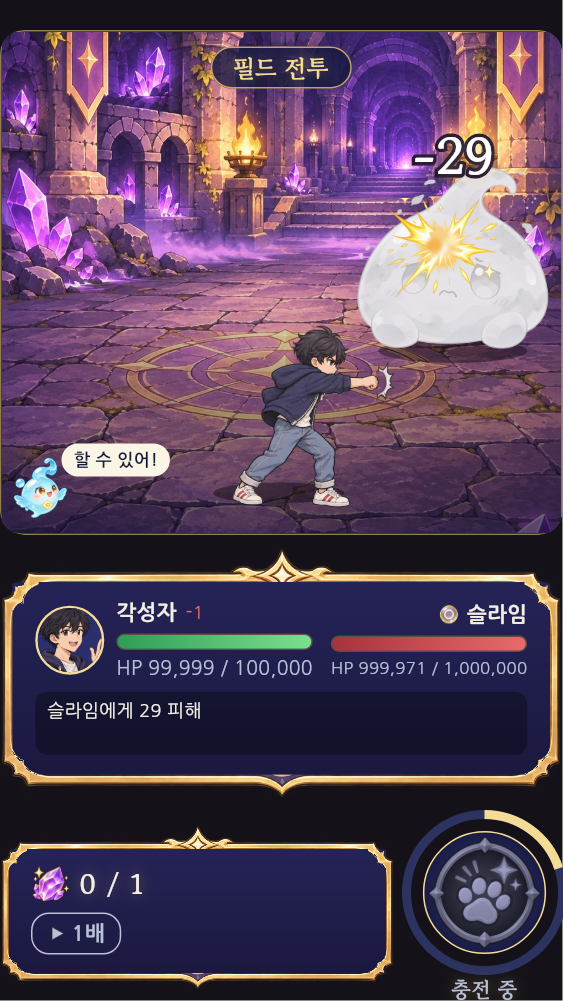 필드 전투
-29
할 수 있어!
각성자 -1
슬라임
HP 99,999 / 100,000
HP 999,971 / 1,000,000
슬라임에게 29 피해
0 / 1
▶ 1배
충전 중